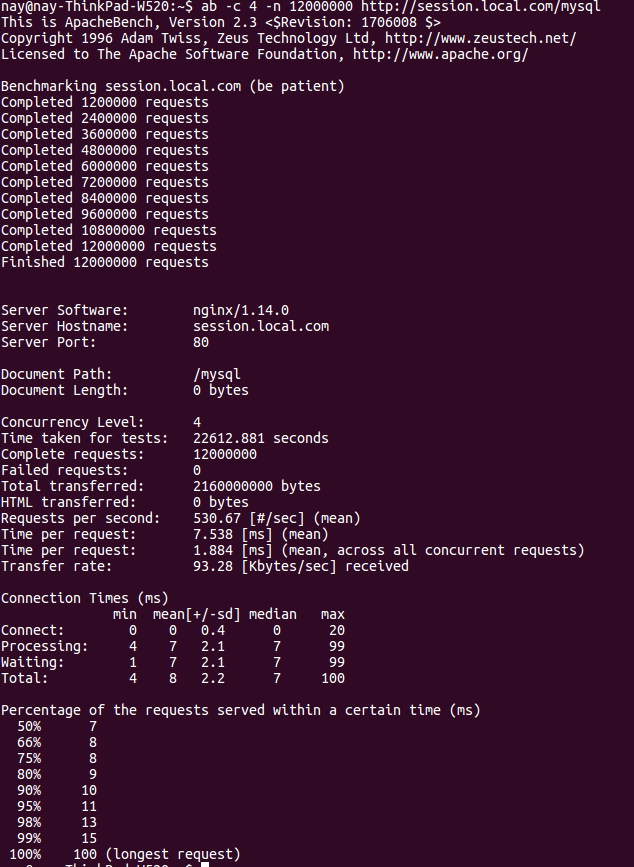 nay@nay-ThinkPad-W520:~$ ab -c 4 -n 12000000 http://session.local.com/mysql
This is ApacheBench, Version 2.3 <$Revision: 1706008 $>
Copyright 1996 Adam Twiss, Zeus Technology Ltd, http://www.zeustech.net/
Licensed to The Apache Software Foundation, http://www.apache.org/

Benchmarking session.local.com (be patient)
Completed 1200000 requests
Completed 2400000 requests
Completed 3600000 requests
Completed 4800000 requests
Completed 6000000 requests
Completed 7200000 requests
Completed 8400000 requests
Completed 9600000 requests
Completed 10800000 requests
Completed 12000000 requests
Finished 12000000 requests


Server Software:        nginx/1.14.0
Server Hostname:        session.local.com
Server Port:            80

Document Path:          /mysql
Document Length:        0 bytes

Concurrency Level:      4
Time taken for tests:   22612.881 seconds
Complete requests:      12000000
Failed requests:        0
Total transferred:      2160000000 bytes
HTML transferred:       0 bytes
Requests per second:    530.67 [#/sec] (mean)
Time per request:       7.538 [ms] (mean)
Time per request:       1.884 [ms] (mean, across all concurrent requests)
Transfer rate:          93.28 [Kbytes/sec] received

Connection Times (ms)
              min  mean[+/-sd] median   max
Connect:        0    0   0.4      0      20
Processing:     4    7   2.1      7      99
Waiting:        1    7   2.1      7      99
Total:          4    8   2.2      7     100

Percentage of the requests served within a certain time (ms)
  50%      7
  66%      8
  75%      8
  80%      9
  90%     10
  95%     11
  98%     13
  99%     15
 100%    100 (longest request)